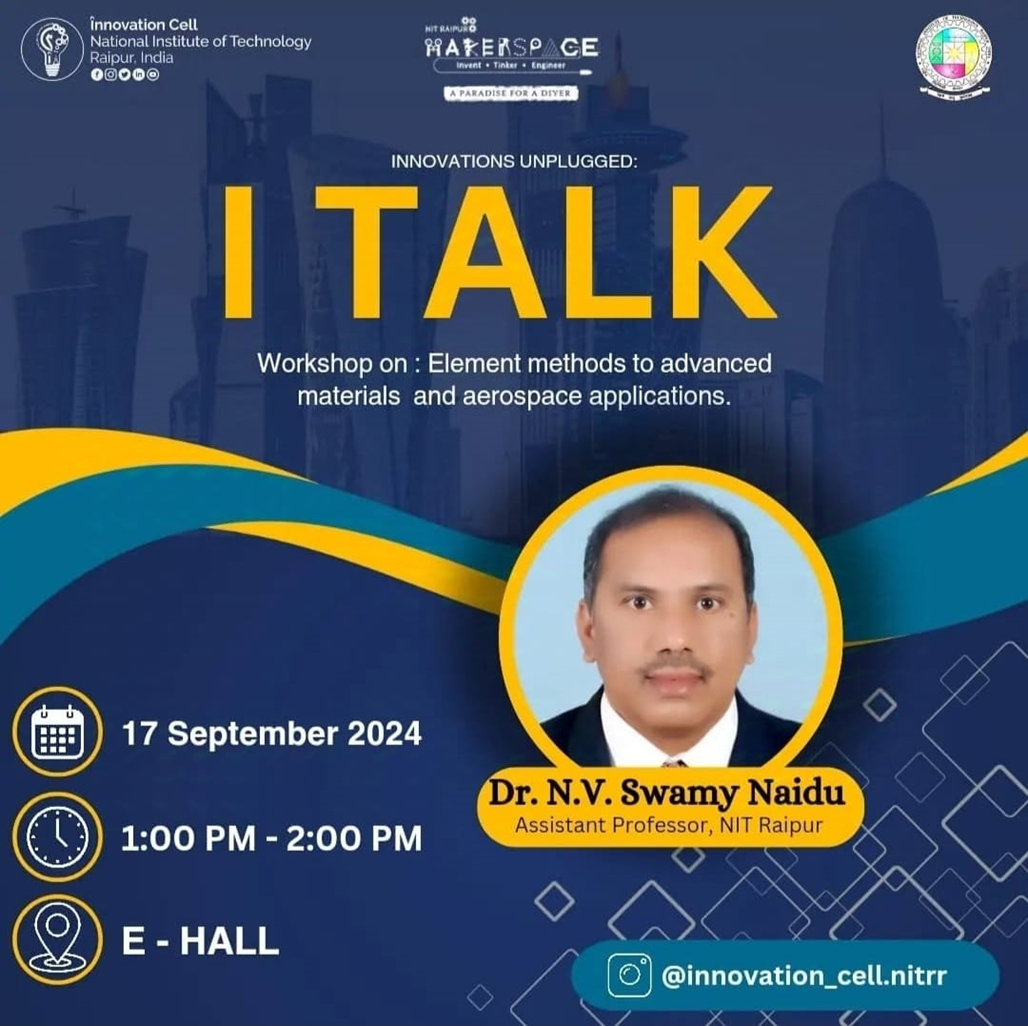 innovation Cell
National Institute of Technology
Raipur, India
NIT RAIPUR
MAKERSPACE
Invent • Tinker • Engineer
A PARADISE FOR A DIYER
INNOVATIONS UNPLUGGED:
I TALK
Workshop on : Element methods to advanced
materials and aerospace applications.
17 September 2024
1:00 PM - 2:00 PM
E - HALL
Dr. N.V. Swamy Naidu
Assistant Professor, NIT Raipur
@innovation_cell.nitrr